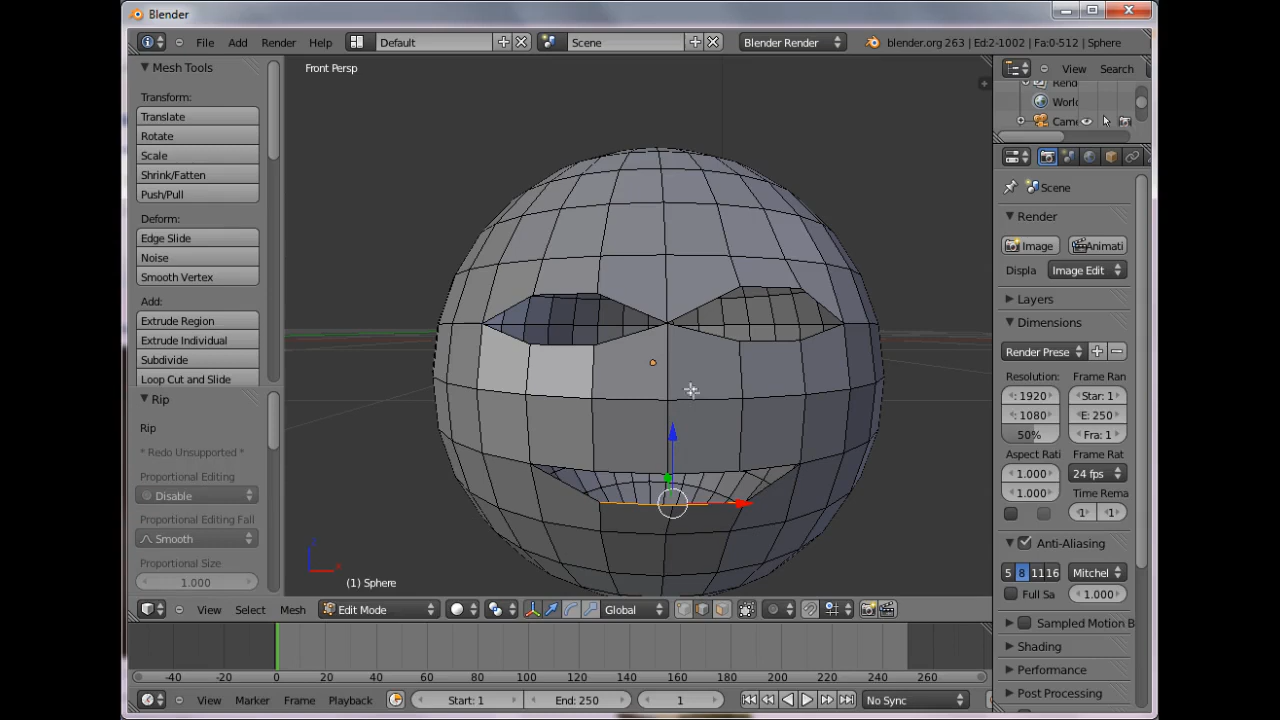 Blender
File Add Render Help Default Scene Blender Render blender.org 263 | Ed:2-1002 | Fa:0-512 | Sphere
Mesh Tools
Transform:
Translate
Rotate
Scale
Shrink/Fatten
Push/Pull
Deform:
Edge Slide
Noise
Smooth Vertex
Add:
Extrude Region
Extrude Individual
Subdivide
Loop Cut and Slide
Rip
Rip
* Redo Unsupported *
Proportional Editing
Disable
Proportional Editing Fall
Smooth
Proportional Size
1.000
Front Persp
(1) Sphere
View Select Mesh Edit Mode Global
-40 -20 0 20 40 60 80 100 120 140 160 180 200 220 240 260
View Marker Frame Playback Start: 1 End: 250 1 No Sync
View Search
Worl
Came
Scene
Render
Image Animati
Displa Image Edit
Layers
Dimensions
Render Prese
Resolution: Frame Ran
: 1920 Star: 1
: 1080 E: 250
50% Fra: 1
Aspect Rati Frame Rat
1.000 24 fps
1.000 Time Rema
1 1
Anti-Aliasing
5 8 11 16 Mitchel
Full Sa 1.000
Sampled Motion B
Shading
Performance
Post Processing